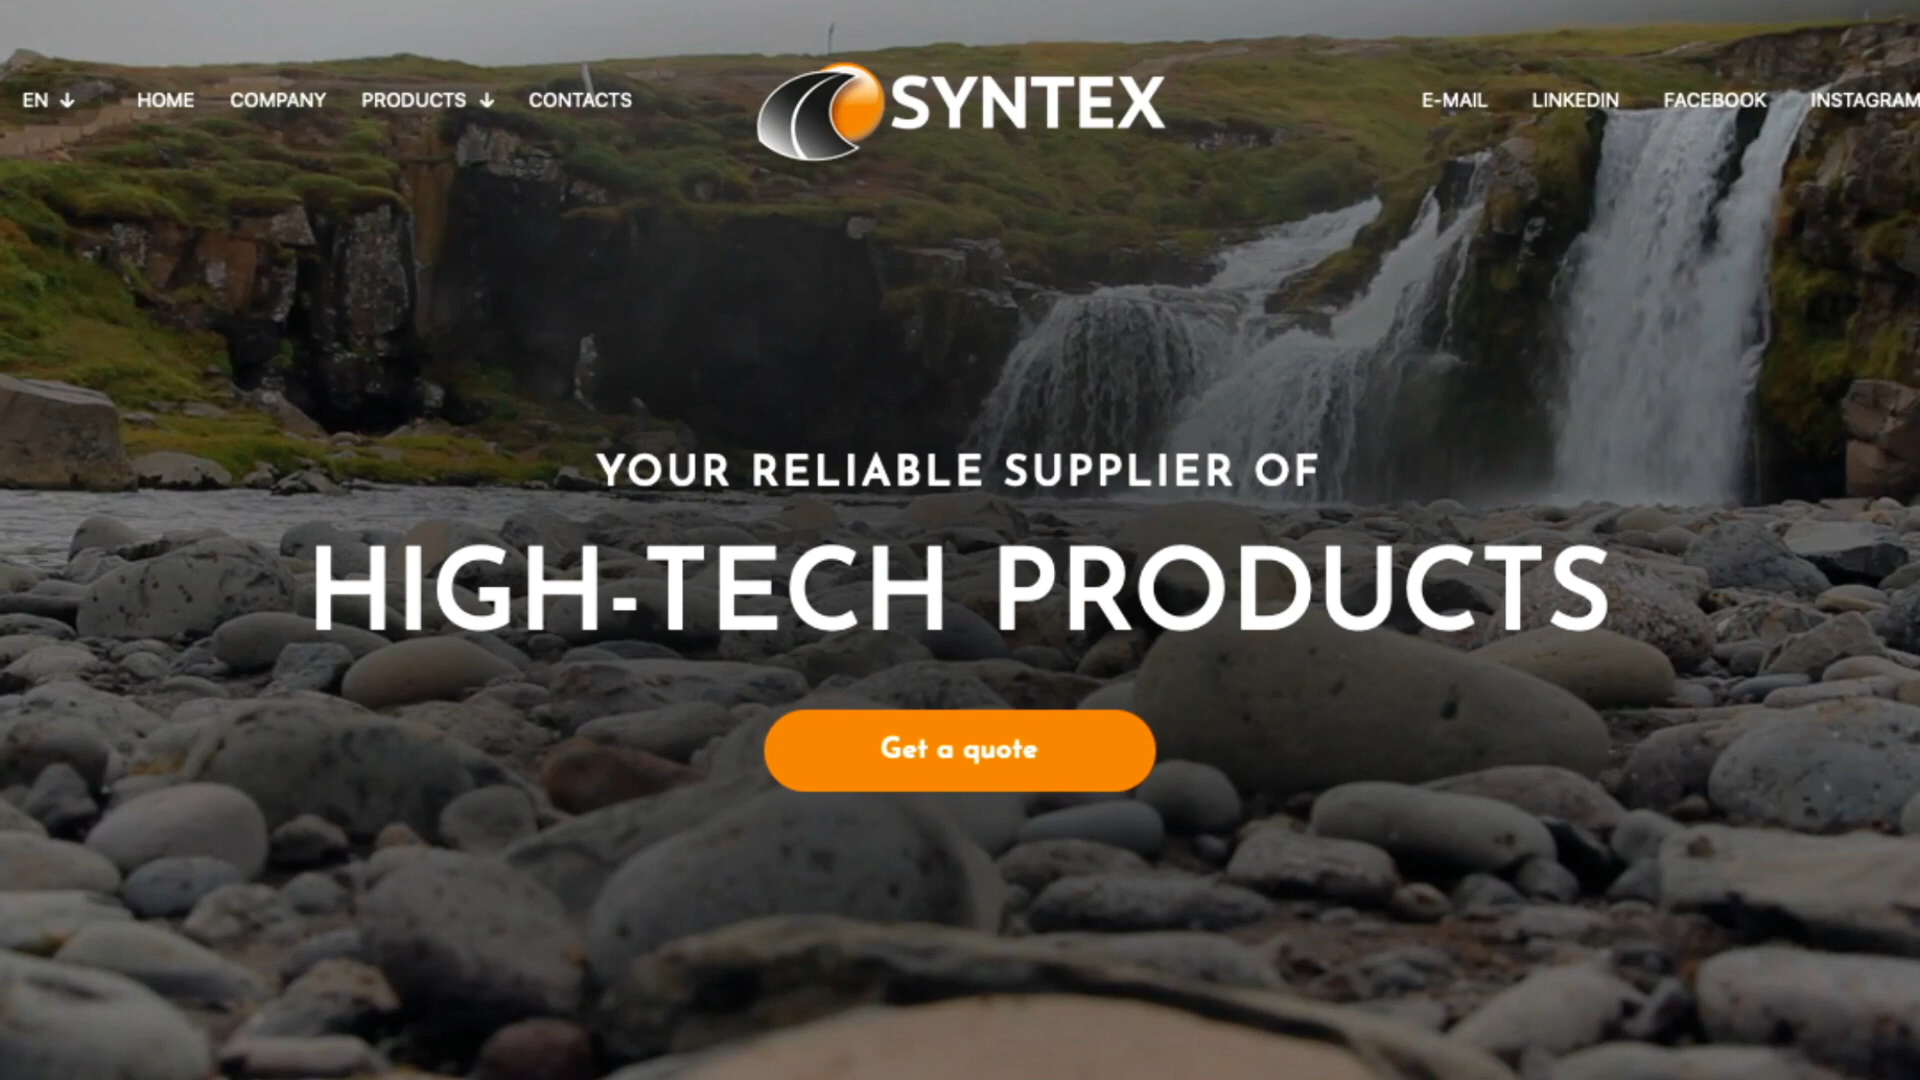 EN HOME COMPANY PRODUCTS CONTACTS
SYNTEX
E-MAIL LINKEDIN FACEBOOK INSTAGRAM
YOUR RELIABLE SUPPLIER OF
HIGH-TECH PRODUCTS
Get a quote